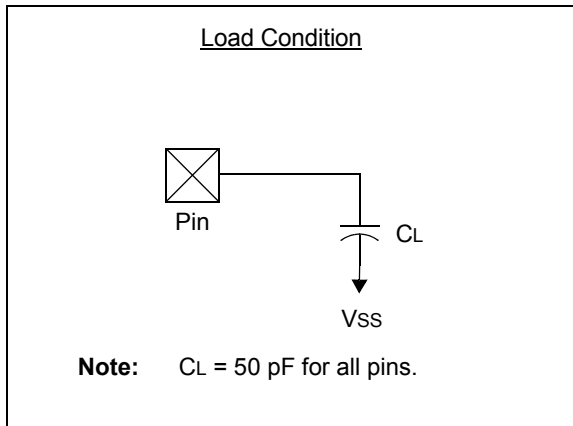 Load Condition
Pin
CL
VSS
Note: CL = 50 pF for all pins.